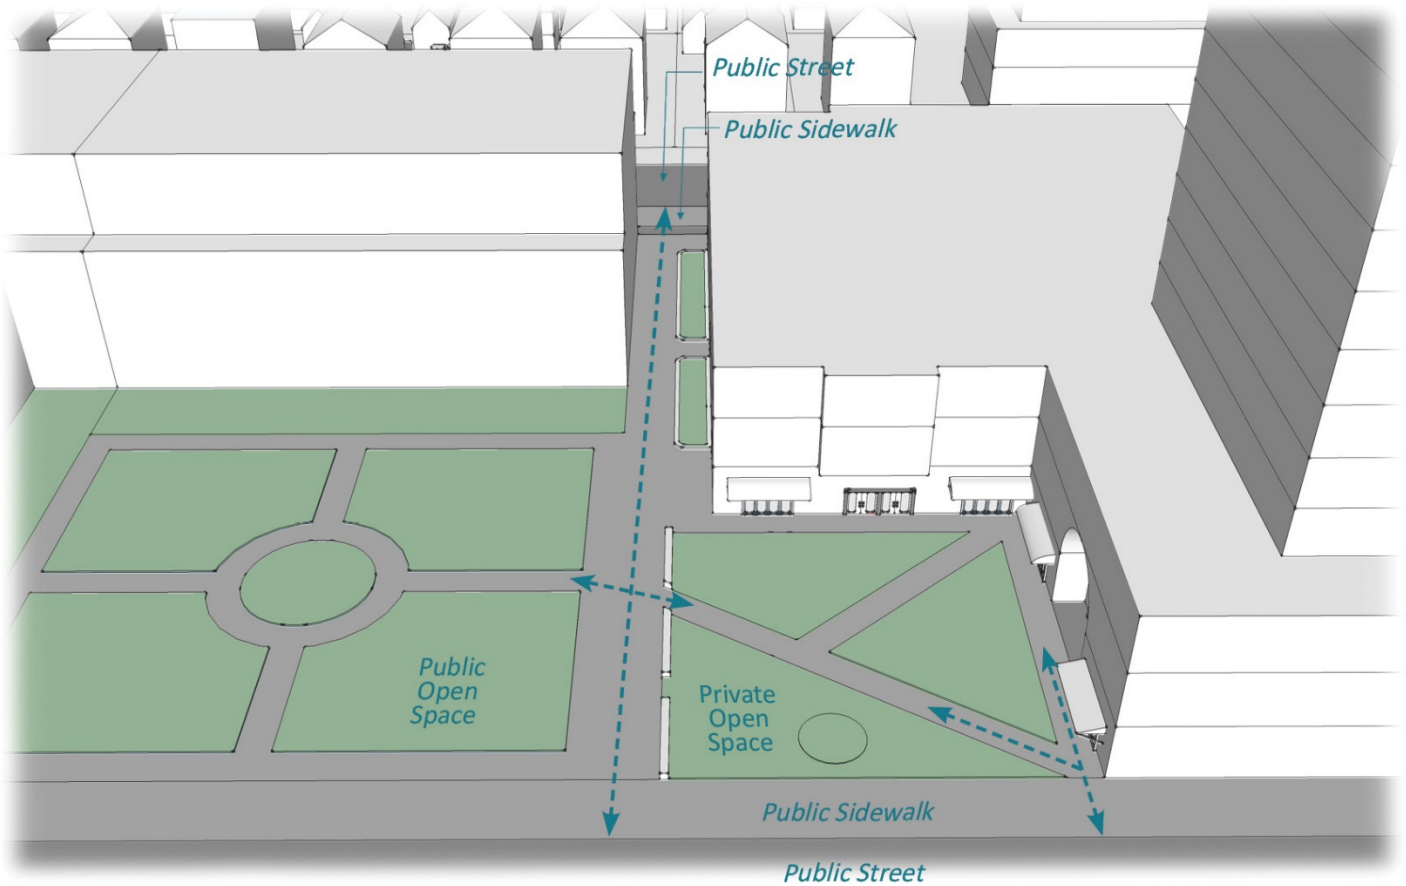 Public Street
Public Sidewalk
Public
Open
Space
Private
Open
Space
Public Sidewalk
Public Street